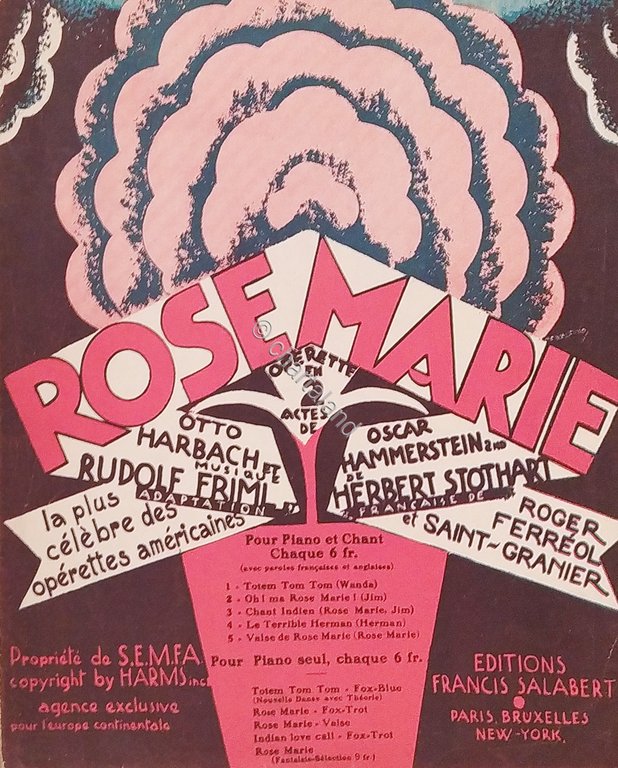 ROSE MARIE
OPERETTE
EN 2
ACTES
DE
OTTO
HARBACH ET
OSCAR
HAMMERSTEIN 2ND
MUSIQUE DE
RUDOLF FRIML
HERBERT STOTHART
ADAPTATION FRANÇAISE DE
ROGER
FERRÉOL
et SAINT-GRANIER
la plus
célèbre des
opérettes américaines
Pour Piano et Chant
Chaque 6 fr.
(avec paroles françaises et anglaises)
1 - Totem Tom Tom (Wanda)
2 - Oh! ma Rose Marie! (Jim)
3 - Chant Indien (Rose Marie, Jim)
4 - Le Terrible Herman (Herman)
5 - Valse de Rose Marie (Rose Marie)
Pour Piano seul, chaque 6 fr.
Totem Tom Tom - Fox-Blue
(Nouvelle Danse avec Théorie)
Rose Marie - Fox-Trot
Rose Marie - Valse
Indian love call - Fox-Trot
Rose Marie
(Fantaisie-Sélection 9 fr.)
Propriété de S.E.M.F.A.
copyright by HARMS inc.
agence exclusive
pour l'europe continentale
EDITIONS
FRANCIS SALABERT
PARIS, BRUXELLES
NEW-YORK.
© chartaland